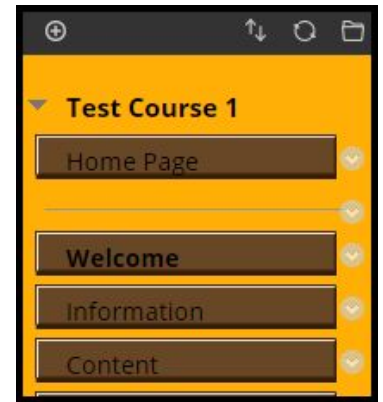 Test Course 1
Home Page
Welcome
Information
Content